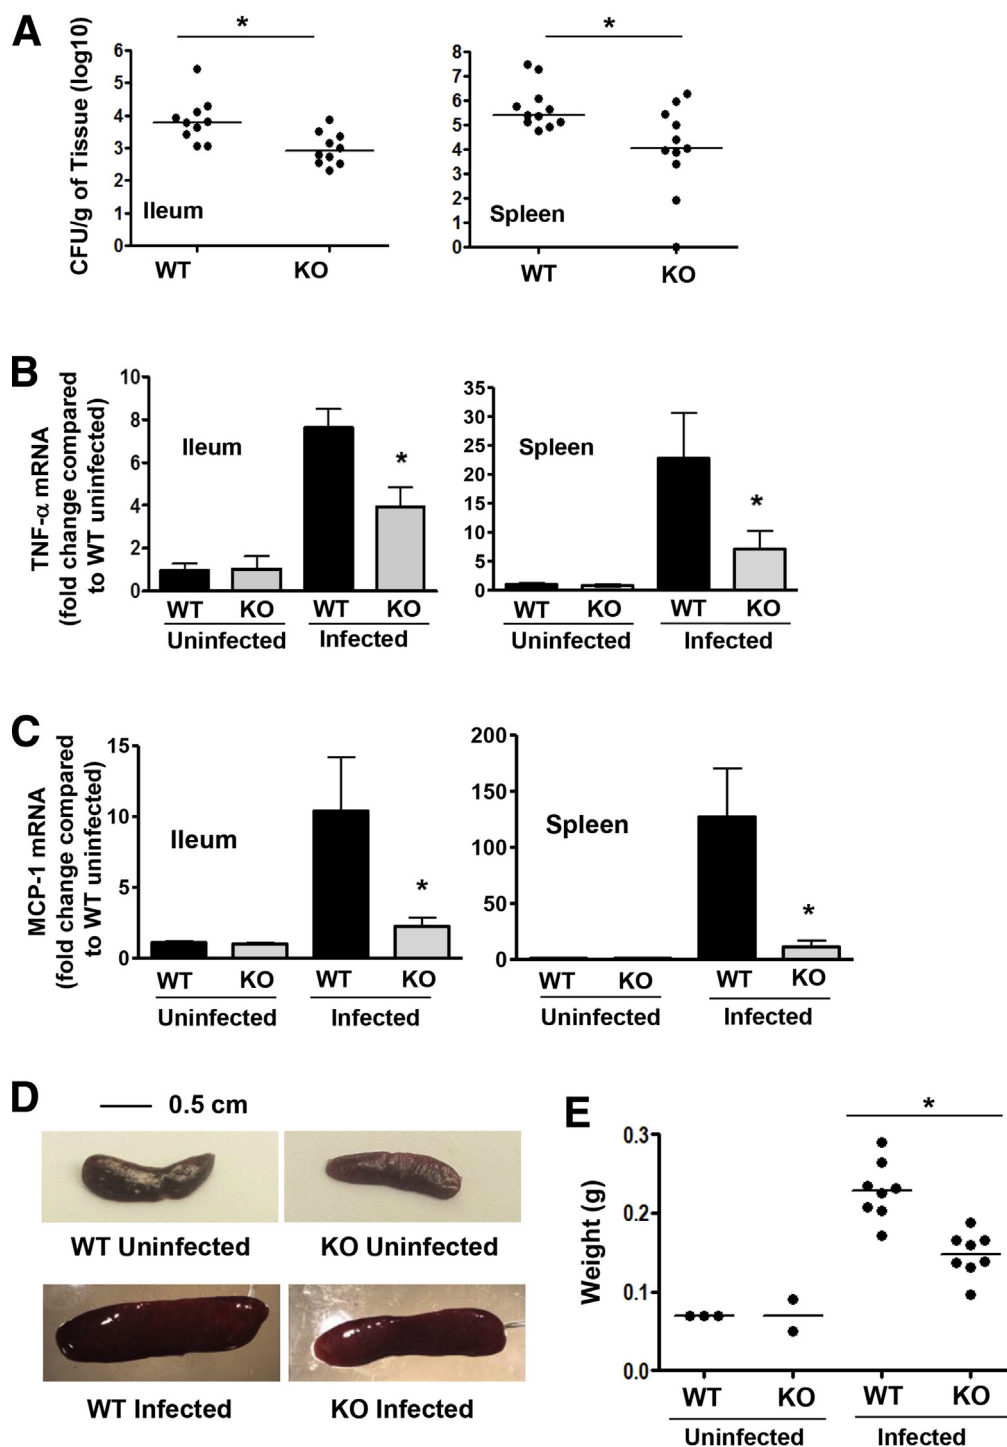 A
*
*
CFU/g of Tissue (log10)
6
5
4
3
2
1
0
Ileum
WT KO
8
7
6
5
4
3
2
1
0
Spleen
WT KO
B
TNF-α mRNA
(fold change compared
to WT uninfected)
10
8
6
4
2
0
Ileum
*
WT KO WT KO
Uninfected Infected
35
30
25
20
15
10
5
0
Spleen
*
WT KO WT KO
Uninfected Infected
C
MCP-1 mRNA
(fold change compared
to WT uninfected)
15
10
5
0
Ileum
*
WT KO WT KO
Uninfected Infected
200
150
100
50
0
Spleen
*
WT KO WT KO
Uninfected Infected
D
0.5 cm
WT Uninfected
KO Uninfected
WT Infected
KO Infected
E
*
Weight (g)
0.3
0.2
0.1
0.0
WT KO WT KO
Uninfected Infected